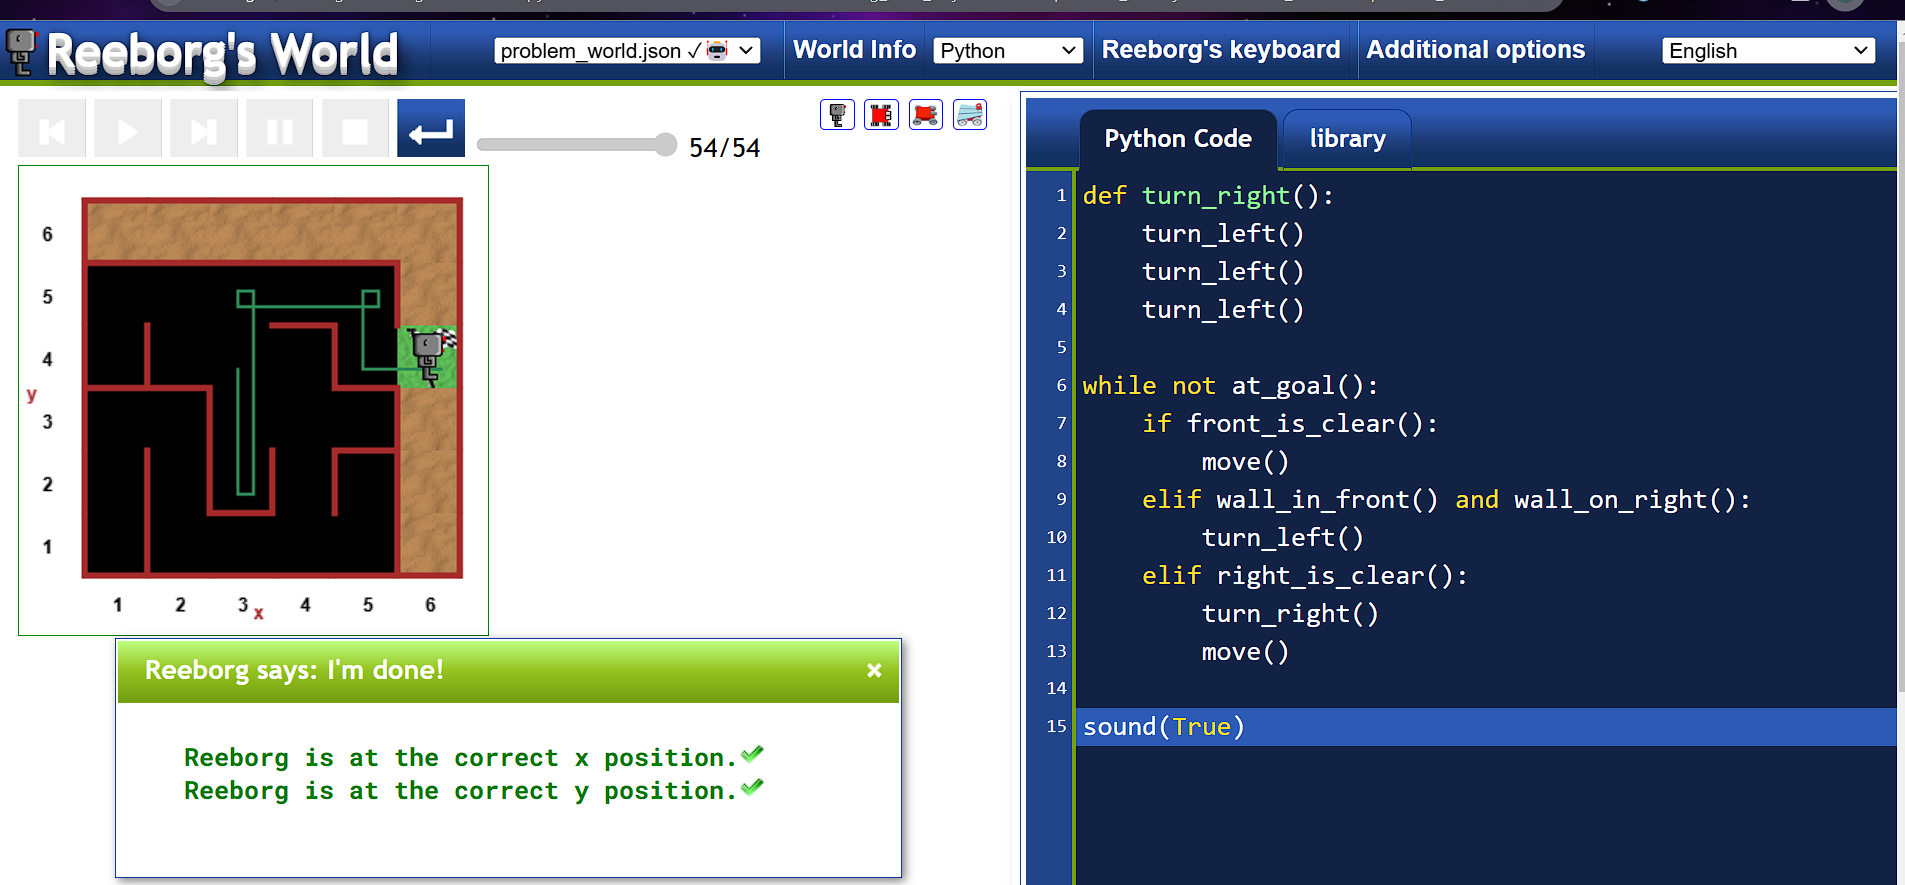 Reeborg's World
problem_world.json ✓
World Info
Python
Reeborg's keyboard
Additional options
English
54/54
6
5
4
y
3
2
1
1 2 3 x 4 5 6
Reeborg says: I'm done!
×
Reeborg is at the correct x position.
Reeborg is at the correct y position.
Python Code
library
1 def turn_right():
2     turn_left()
3     turn_left()
4     turn_left()
5
6 while not at_goal():
7     if front_is_clear():
8         move()
9     elif wall_in_front() and wall_on_right():
10         turn_left()
11     elif right_is_clear():
12         turn_right()
13         move()
14
15 sound(True)